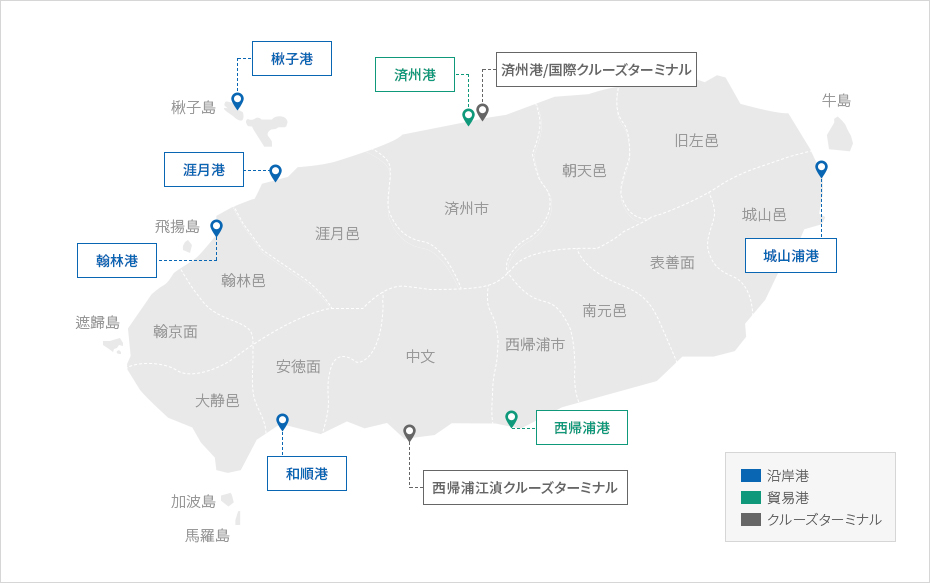 楸子港
済州港
済州港/国際クルーズターミナル
楸子島
牛島
旧左邑
涯月港
朝天邑
済州市
城山邑
飛揚島
涯月邑
翰林港
城山浦港
表善面
翰林邑
南元邑
遮歸島
翰京面
西帰浦市
中文
安徳面
大静邑
西帰浦港
和順港
西帰浦江湞クルーズターミナル
沿岸港
貿易港
クルーズターミナル
加波島
馬羅島